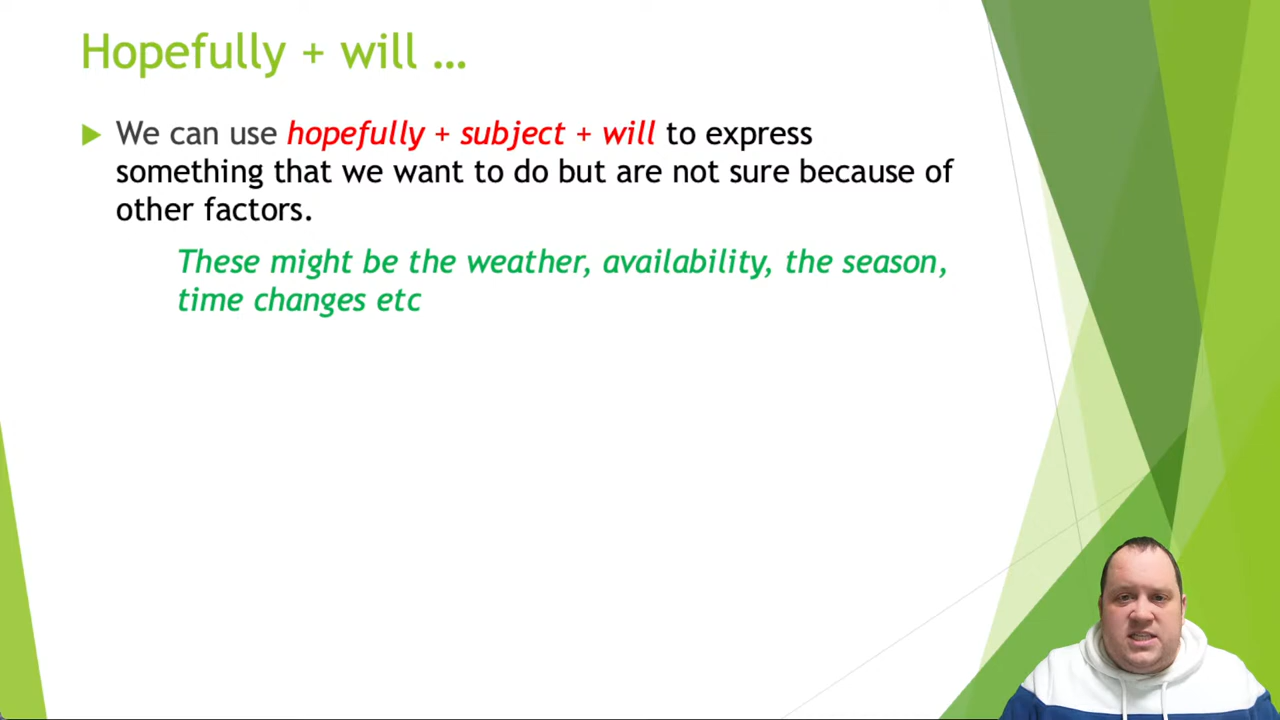 Hopefully + will …
We can use hopefully + subject + will to express
something that we want to do but are not sure because of
other factors.
These might be the weather, availability, the season,
time changes etc